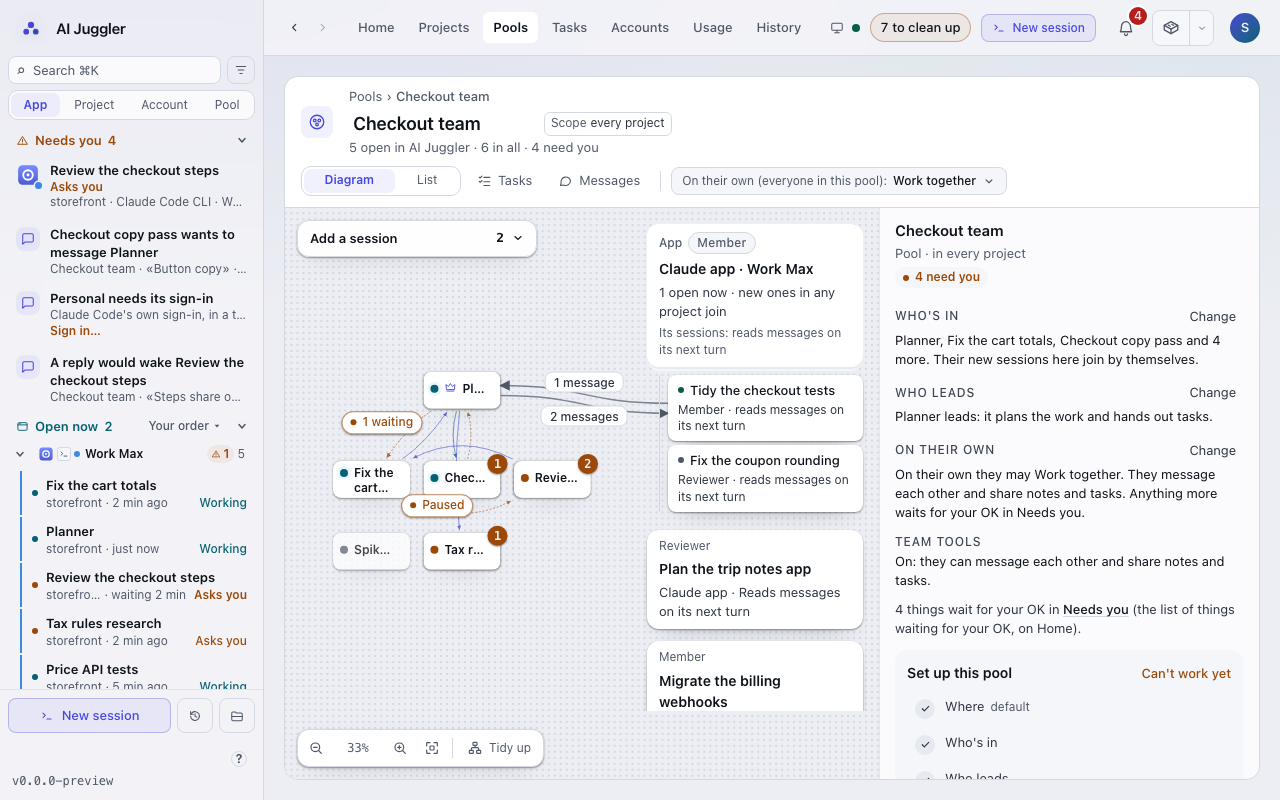 AI Juggler
Search ⌘K
App Project Account Pool
Needs you 4
Review the checkout steps
Asks you
storefront · Claude Code CLI · W...
Checkout copy pass wants to
message Planner
Checkout team · «Button copy» ·...
Personal needs its sign-in
Claude Code's own sign-in, in a t...
Sign in...
A reply would wake Review the
checkout steps
Checkout team · «Steps share o...
Open now 2 Your order
Work Max 1 5
Fix the cart totals
storefront · 2 min ago Working
Planner
storefront · just now Working
Review the checkout steps
storefro... · waiting 2 min Asks you
Tax rules research
storefront · 2 min ago Asks you
Price API tests
storefront · 5 min ago Working
New session
?
v0.0.0-preview
Home Projects Pools Tasks Accounts Usage History
7 to clean up
New session
4
S
Pools › Checkout team
Checkout team
Scope every project
5 open in AI Juggler · 6 in all · 4 need you
Diagram List Tasks Messages
On their own (everyone in this pool): Work together
Add a session 2
Pl...
1 message
2 messages
1 waiting
Fix the
cart...
Chec...
1
Revie...
2
Paused
Spik...
Tax r...
1
App Member
Claude app · Work Max
1 open now · new ones in any
project join
Its sessions: reads messages on
its next turn
Tidy the checkout tests
Member · reads messages on
its next turn
Fix the coupon rounding
Reviewer · reads messages on
its next turn
Reviewer
Plan the trip notes app
Claude app · Reads messages
on its next turn
Member
Migrate the billing
webhooks
33%
Tidy up
Checkout team
Pool · in every project
4 need you
WHO'S IN Change
Planner, Fix the cart totals, Checkout copy pass and 4
more. Their new sessions here join by themselves.
WHO LEADS Change
Planner leads: it plans the work and hands out tasks.
ON THEIR OWN Change
On their own they may Work together. They message
each other and share notes and tasks. Anything more
waits for your OK in Needs you.
TEAM TOOLS
On: they can message each other and share notes and
tasks.
4 things wait for your OK in Needs you (the list of things
waiting for your OK, on Home).
Set up this pool Can't work yet
Where default
Who's in
Who leads